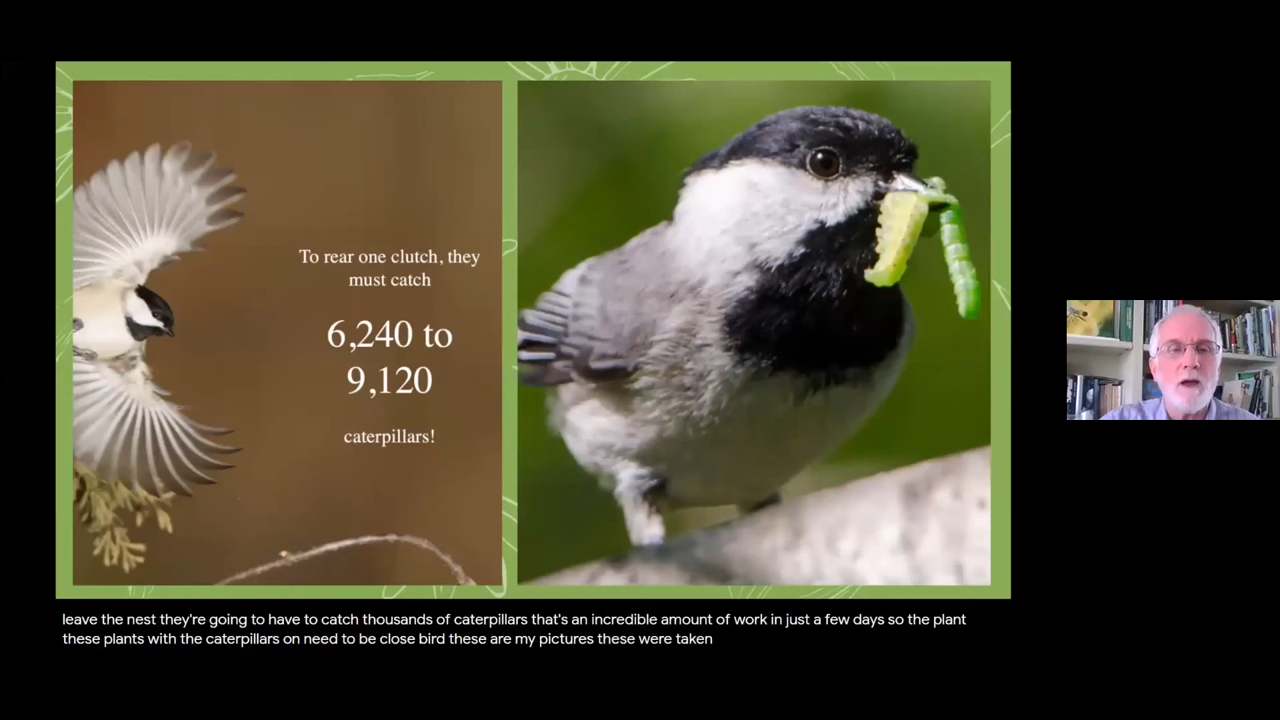 To rear one clutch, they
must catch
6,240 to
9,120
caterpillars!
leave the nest they're going to have to catch thousands of caterpillars that's an incredible amount of work in just a few days so the plant
these plants with the caterpillars on need to be close bird these are my pictures these were taken